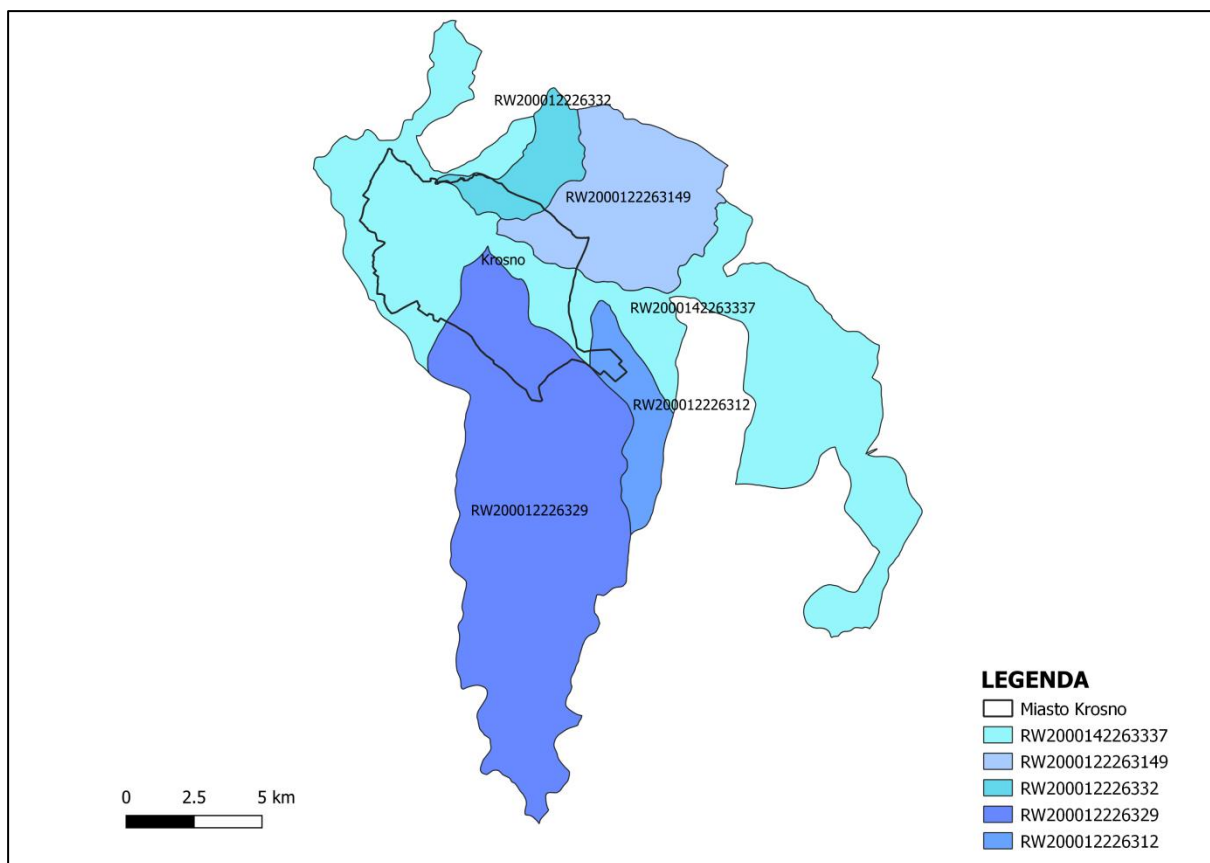 RW200012226332
RW2000122263149
Krosno
RW2000142263337
RW200012226312
RW200012226329
LEGENDA
Miasto Krosno
RW2000142263337
RW2000122263149
RW200012226332
RW200012226329
RW200012226312
0 2.5 5 km